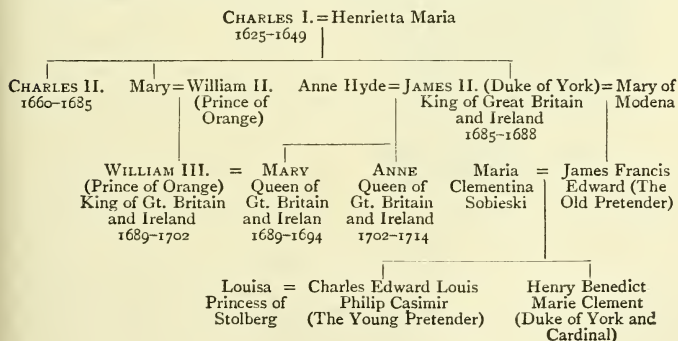 CHARLES I. = Henrietta Maria
1625-1649
CHARLES II. Mary = William II. Anne Hyde = JAMES II. (Duke of York) = Mary of
1660-1685 (Prince of King of Great Britain Modena
Orange) and Ireland
1685-1688
WILLIAM III. = MARY ANNE Maria = James Francis
(Prince of Orange) Queen of Queen of Clementina Edward (The
King of Gt. Britain Gt. Britain Gt. Britain Sobieski Old Pretender)
and Ireland and Irelan and Ireland
1689-1702 1689-1694 1702-1714
Louisa = Charles Edward Louis Henry Benedict
Princess of Philip Casimir Marie Clement
Stolberg (The Young Pretender) (Duke of York and
Cardinal)